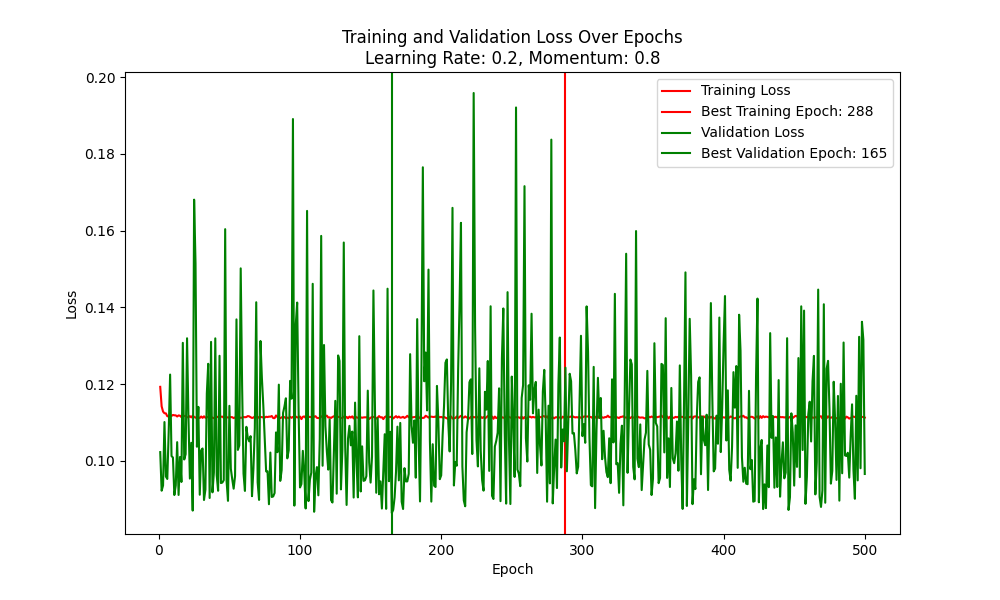 Training and Validation Loss Over Epochs
Learning Rate: 0.2, Momentum: 0.8
Training Loss
Best Training Epoch: 288
Validation Loss
Best Validation Epoch: 165
0.20
0.18
0.16
0.14
0.12
0.10
Loss
0
100
200
300
400
500
Epoch